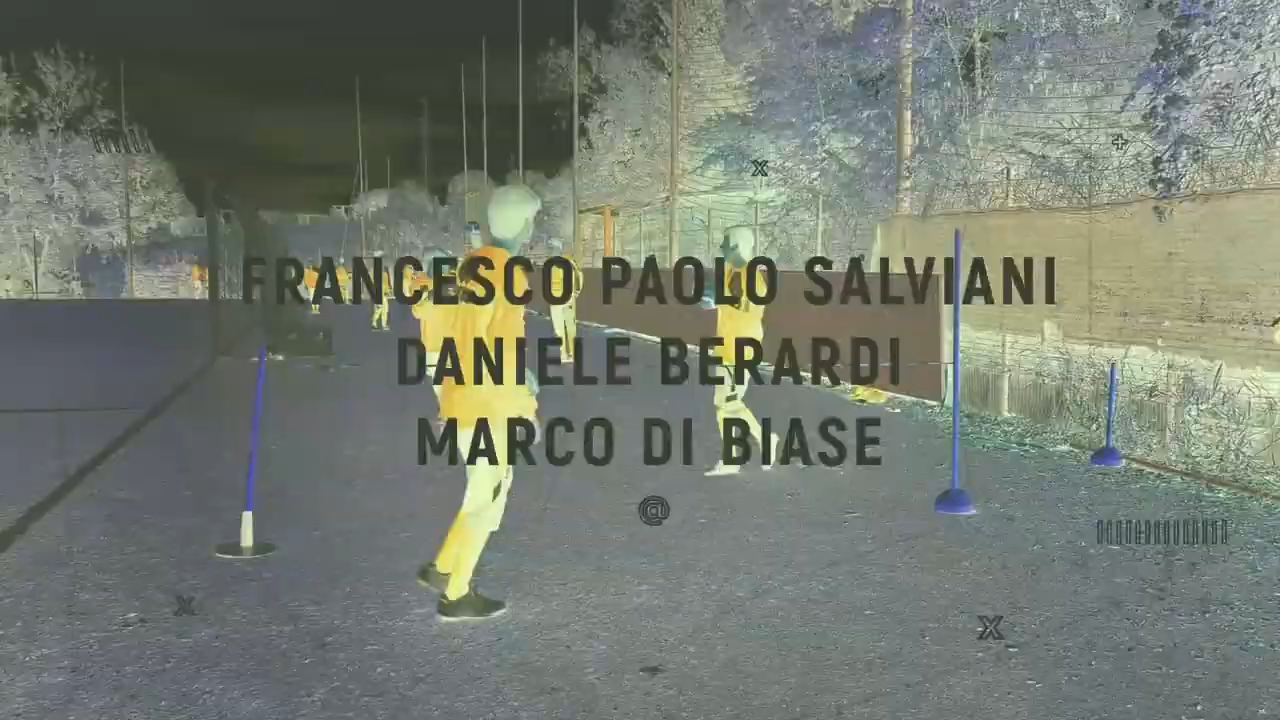 FRANCESCO PAOLO SALVIANI
DANIELE BERARDI
MARCO DI BIASE
@